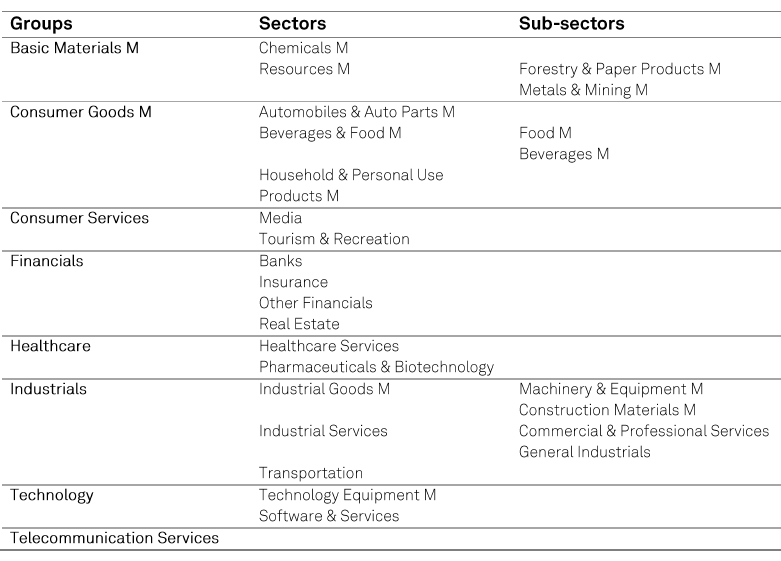 Groups Sectors Sub-sectors
Basic Materials M Chemicals M
Resources M Forestry & Paper Products M
Metals & Mining M
Consumer Goods M Automobiles & Auto Parts M
Beverages & Food M Food M
Beverages M
Household & Personal Use
Products M
Consumer Services Media
Tourism & Recreation
Financials Banks
Insurance
Other Financials
Real Estate
Healthcare Healthcare Services
Pharmaceuticals & Biotechnology
Industrials Industrial Goods M Machinery & Equipment M
Construction Materials M
Industrial Services Commercial & Professional Services
General Industrials
Transportation
Technology Technology Equipment M
Software & Services
Telecommunication Services